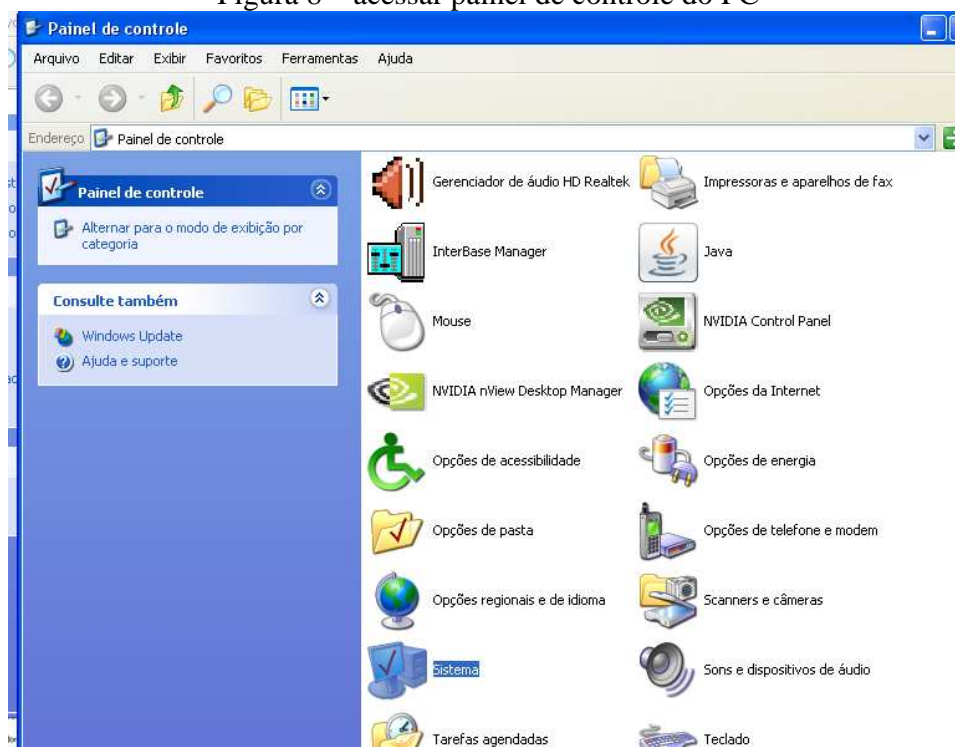 Figura 8 – acessar painel de controle do PC
Painel de controle
Arquivo Editar Exibir Favoritos Ferramentas Ajuda
Endereço Painel de controle
Painel de controle
Alternar para o modo de exibição por
categoria
Consulte também
Windows Update
Ajuda e suporte
Gerenciador de áudio HD Realtek Impressoras e aparelhos de fax
InterBase Manager Java
Mouse NVIDIA Control Panel
NVIDIA nView Desktop Manager Opções da Internet
Opções de acessibilidade Opções de energia
Opções de pasta Opções de telefone e modem
Opções regionais e de idioma Scanners e câmeras
Sistema Sons e dispositivos de áudio
Tarefas agendadas Teclado